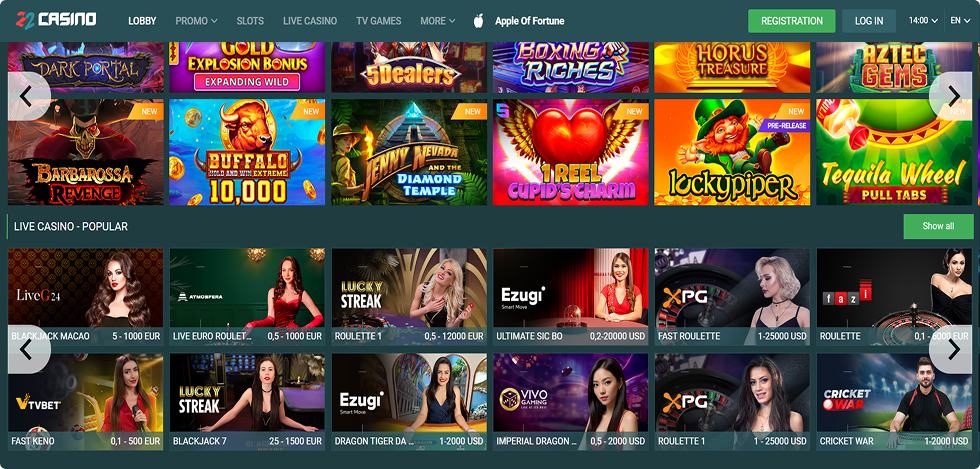 22 CASINO
LOBBY
PROMO
SLOTS
LIVE CASINO
TV GAMES
MORE
Apple Of Fortune
REGISTRATION
LOG IN
14:00
EN
DARK PORTAL
GOLD
EXPLOSION BONUS
EXPANDING WILD
5Dealers
BOXING
RICHES
HORUS
TREASURE
AZTEC
GEMS
NEW
BARBAROSSA
REVENGE
NEW
BUFFALO
HOLD AND WIN EXTREME
10,000
NEW
JENNY NEVADA
AND THE
DIAMOND
TEMPLE
5
NEW
1 REEL
CUPID'S CHARM
NEW
PRE-RELEASE
luckypiper
NEW
Tequila Wheel
PULL TABS
LIVE CASINO - POPULAR
Show all
LiveG24
BLACKJACK MACAO 5 - 1000 EUR
ATMOSFERA
LIVE EURO ROULET... 0,5 - 1000 EUR
LUCKY
STREAK
ROULETTE 1 0,5 - 12000 EUR
Ezugi
Smart Move
ULTIMATE SIC BO 0,2-20000 USD
XPG
FAST ROULETTE 1-25000 USD
fazi
ROULETTE 0,1 - 6000 EUR
TVBET
FAST KENO 0,1 - 500 EUR
LUCKY
STREAK
BLACKJACK 7 25 - 1500 EUR
Ezugi
Smart Move
DRAGON TIGER DA ... 1-2000 USD
VIVO
GAMING
IMPERIAL DRAGON ... 0,5 - 2000 USD
XPG
ROULETTE 1 1 - 25000 USD
CRICKET
WAR
CRICKET WAR 1-2000 USD